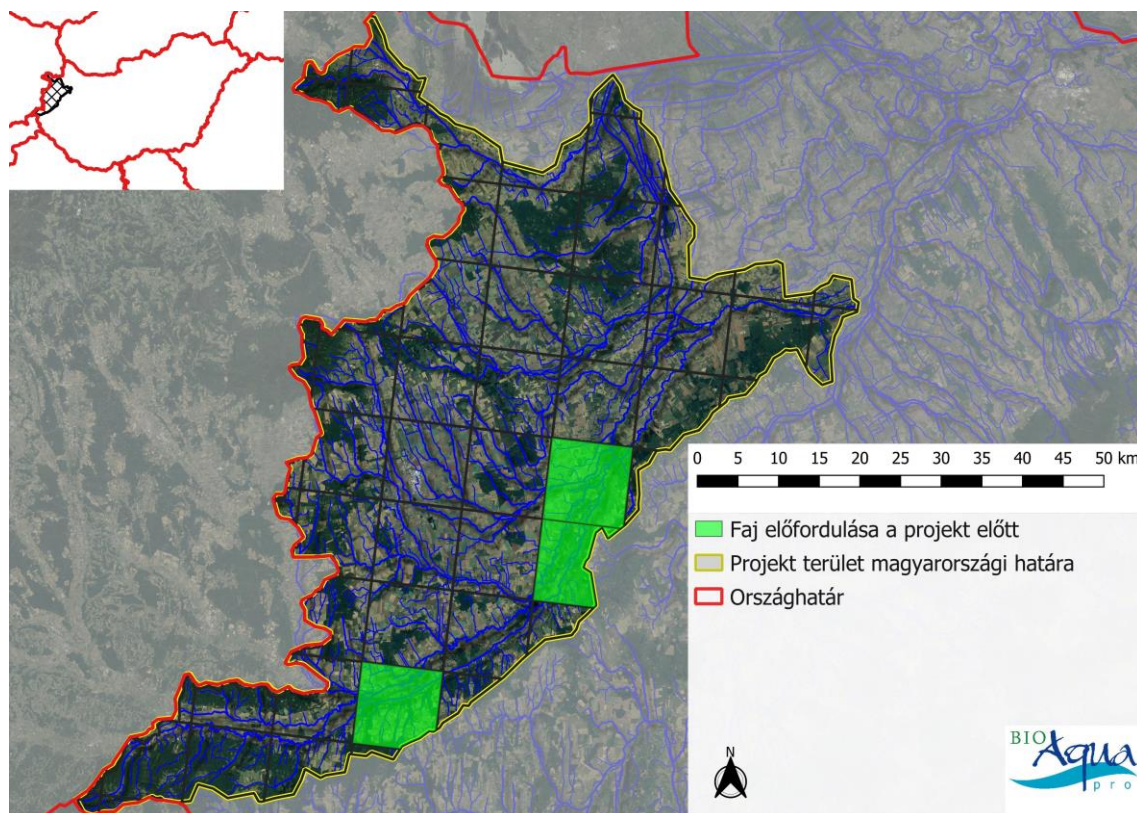 0 5 10 15 20 25 30 35 40 45 50 km
Faj előfordulása a projekt előtt
Projekt terület magyarországi határa
Országhatár
N
BIO
Aqua
pro